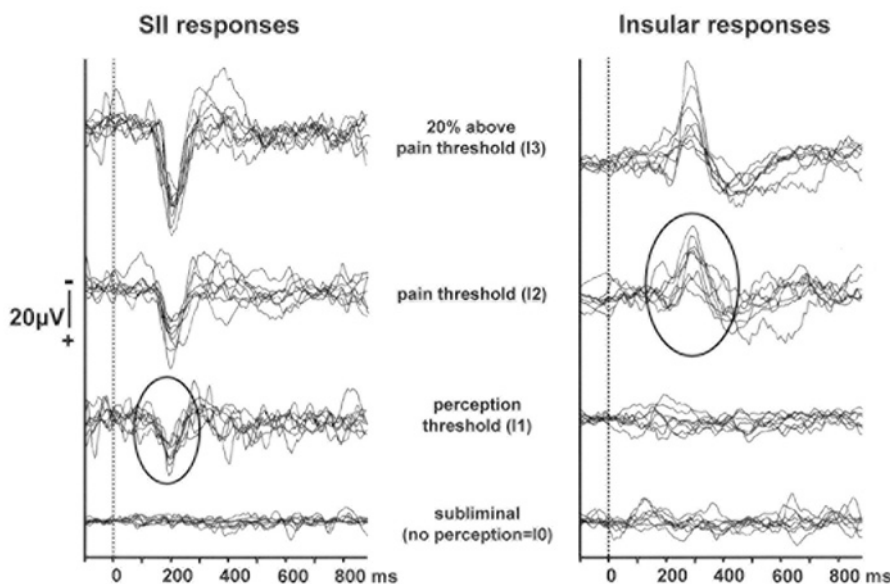 SII responses
Insular responses
20% above
pain threshold (I3)
pain threshold (I2)
-
20µV
+
perception
threshold (I1)
subliminal
(no perception=I0)
0 200 400 600 800 ms
0 200 400 600 800 ms